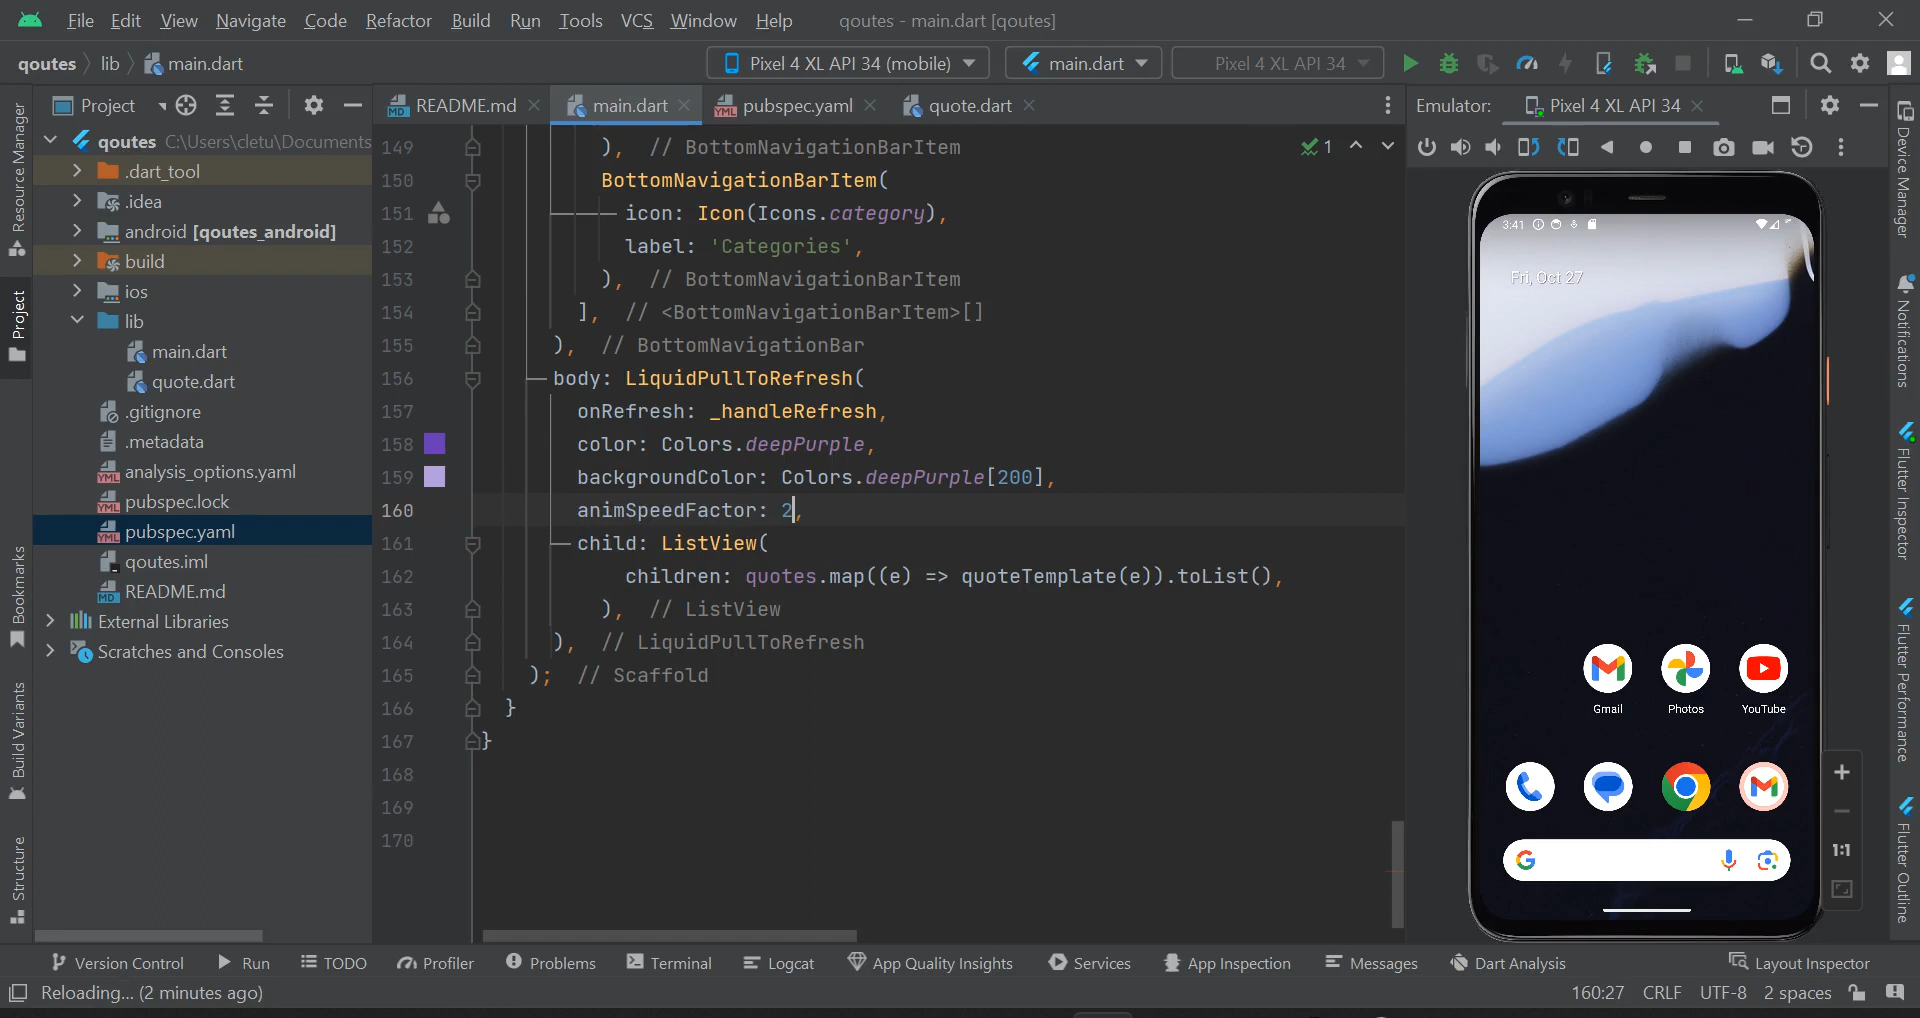 File Edit View Navigate Code Refactor Build Run Tools VCS Window Help qoutes - main.dart [qoutes]
qoutes lib main.dart Pixel 4 XL API 34 (mobile) main.dart Pixel 4 XL API 34
Project README.md main.dart pubspec.yaml quote.dart Emulator: Pixel 4 XL API 34
Resource Manager
Project
Bookmarks
Build Variants
Structure
qoutes C:\Users\cletu\Documents
.dart_tool
.idea
android [qoutes_android]
build
ios
lib
main.dart
quote.dart
.gitignore
.metadata
analysis_options.yaml
pubspec.lock
pubspec.yaml
qoutes.iml
README.md
External Libraries
Scratches and Consoles
149 ), // BottomNavigationBarItem
150 BottomNavigationBarItem(
151 icon: Icon(Icons.category),
152 label: 'Categories',
153 ), // BottomNavigationBarItem
154 ], // <BottomNavigationBarItem>[]
155 ), // BottomNavigationBar
156 body: LiquidPullToRefresh(
157 onRefresh: _handleRefresh,
158 color: Colors.deepPurple,
159 backgroundColor: Colors.deepPurple[200],
160 animSpeedFactor: 2,
161 child: ListView(
162 children: quotes.map((e) => quoteTemplate(e)).toList(),
163 ), // ListView
164 ), // LiquidPullToRefresh
165 ); // Scaffold
166 }
167 }
168
169
170
1
3:41
Fri, Oct 27
Gmail Photos YouTube
1:1
Device Manager
Notifications
Flutter Inspector
Flutter Performance
Flutter Outline
Version Control Run TODO Profiler Problems Terminal Logcat App Quality Insights Services App Inspection Messages Dart Analysis Layout Inspector
Reloading... (2 minutes ago) 160:27 CRLF UTF-8 2 spaces